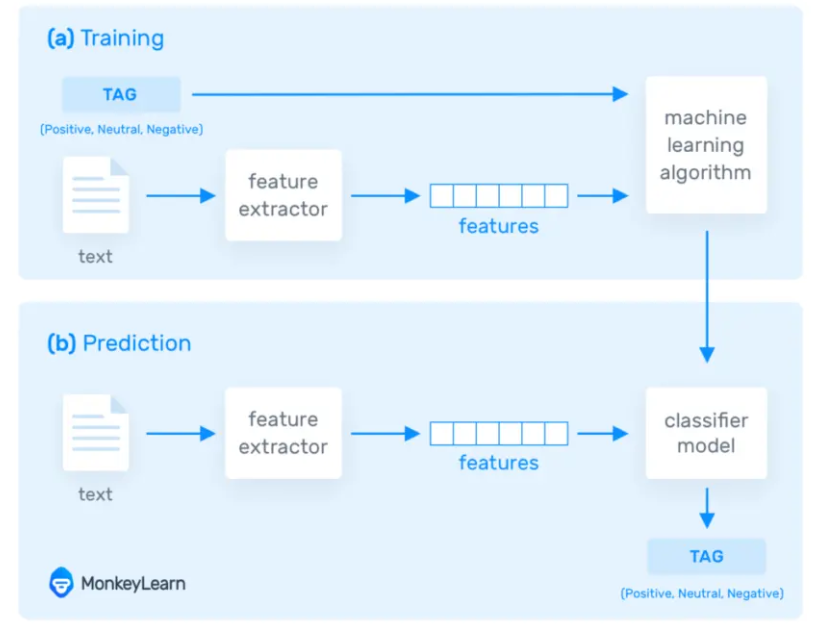 (a) Training
TAG
(Positive, Neutral, Negative)
text
feature
extractor
features
machine
learning
algorithm
(b) Prediction
text
feature
extractor
features
classifier
model
TAG
(Positive, Neutral, Negative)
MonkeyLearn